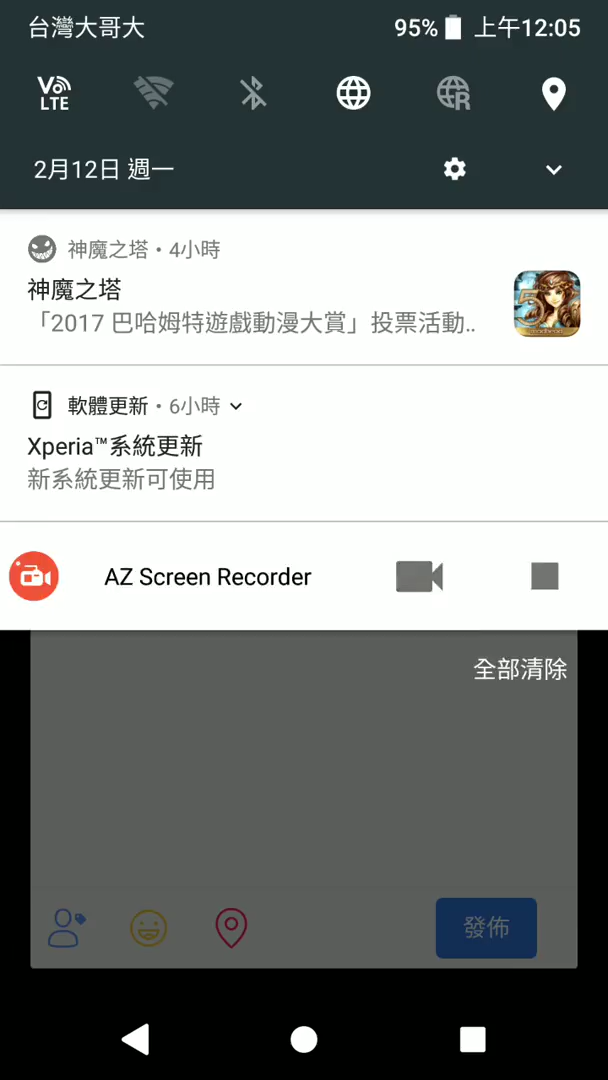 台灣大哥大 95% 上午12:05
Vo LTE R
2月12日 週一
神魔之塔 • 4小時
神魔之塔
「2017 巴哈姆特遊戲動漫大賞」投票活動..
軟體更新 • 6小時
Xperia™系統更新
新系統更新可使用
AZ Screen Recorder
全部清除
發佈